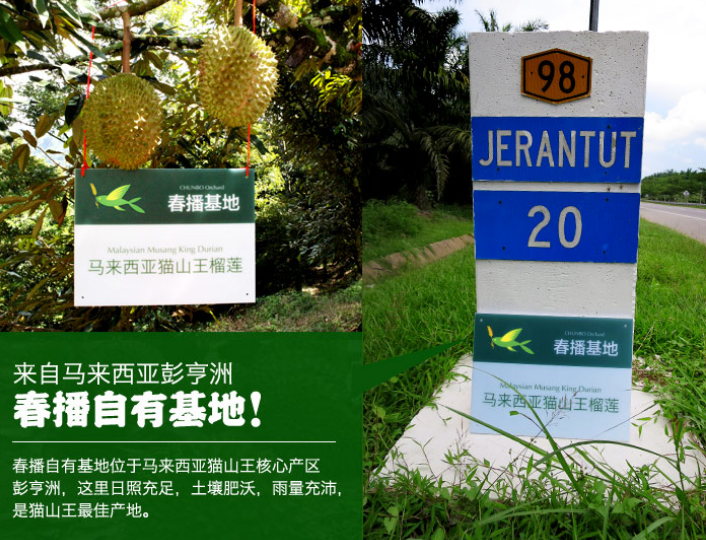 CHUNBO Orchard
春播基地
Malaysian Musang King Durian
马来西亚猫山王榴莲
来自马来西亚彭亨洲
春播自有基地!
春播自有基地位于马来西亚猫山王核心产区
彭亨洲，这里日照充足，土壤肥沃，雨量充沛，
是猫山王最佳产地。
98
JERANTUT
20
CHUNBO Orchard
春播基地
Malaysian Musang King Durian
马来西亚猫山王榴莲